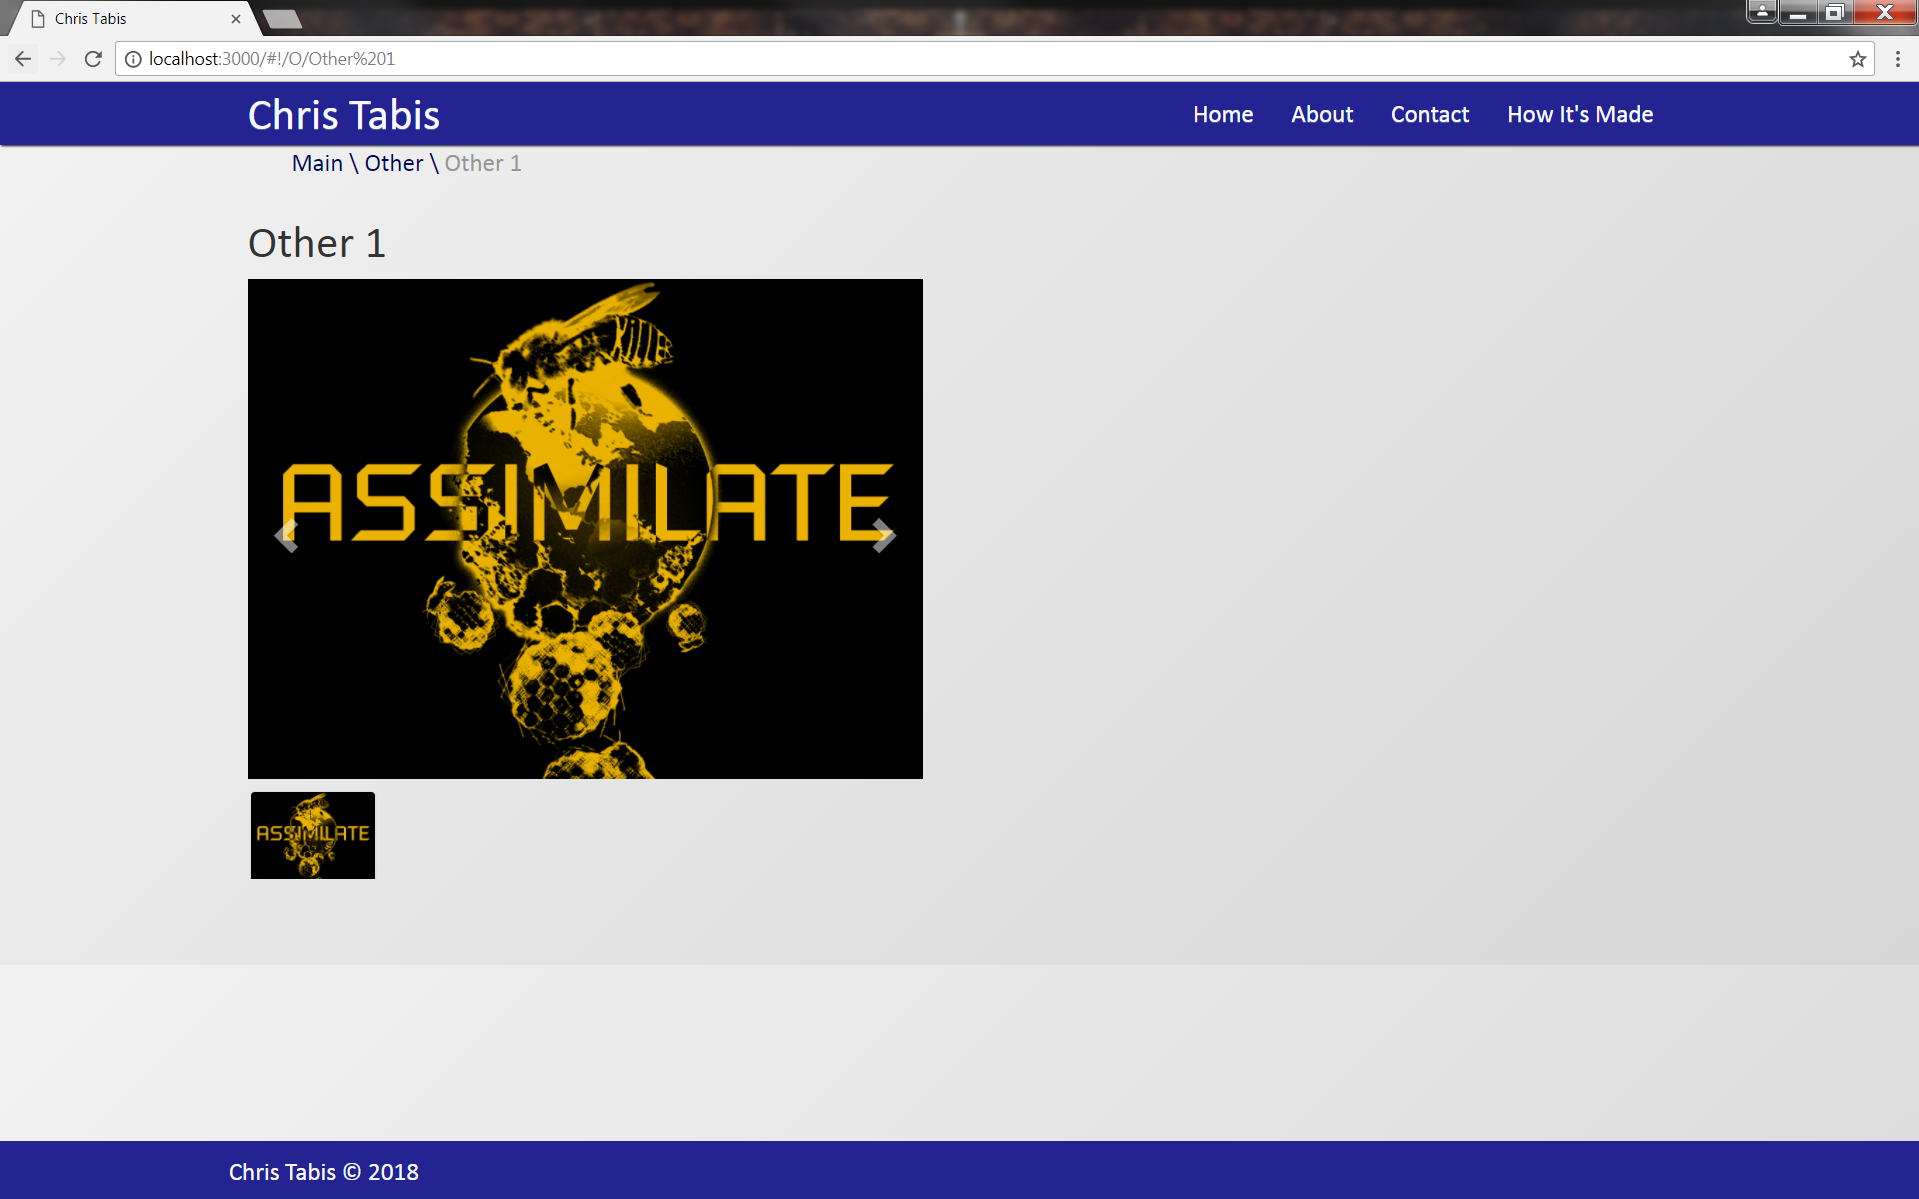 Chris Tabis
localhost:3000/#!/O/Other%201
Chris Tabis
Home
About
Contact
How It's Made
Main \ Other \ Other 1
Other 1
KILLER
ASSIMILATE
ASSIMILATE
Chris Tabis © 2018